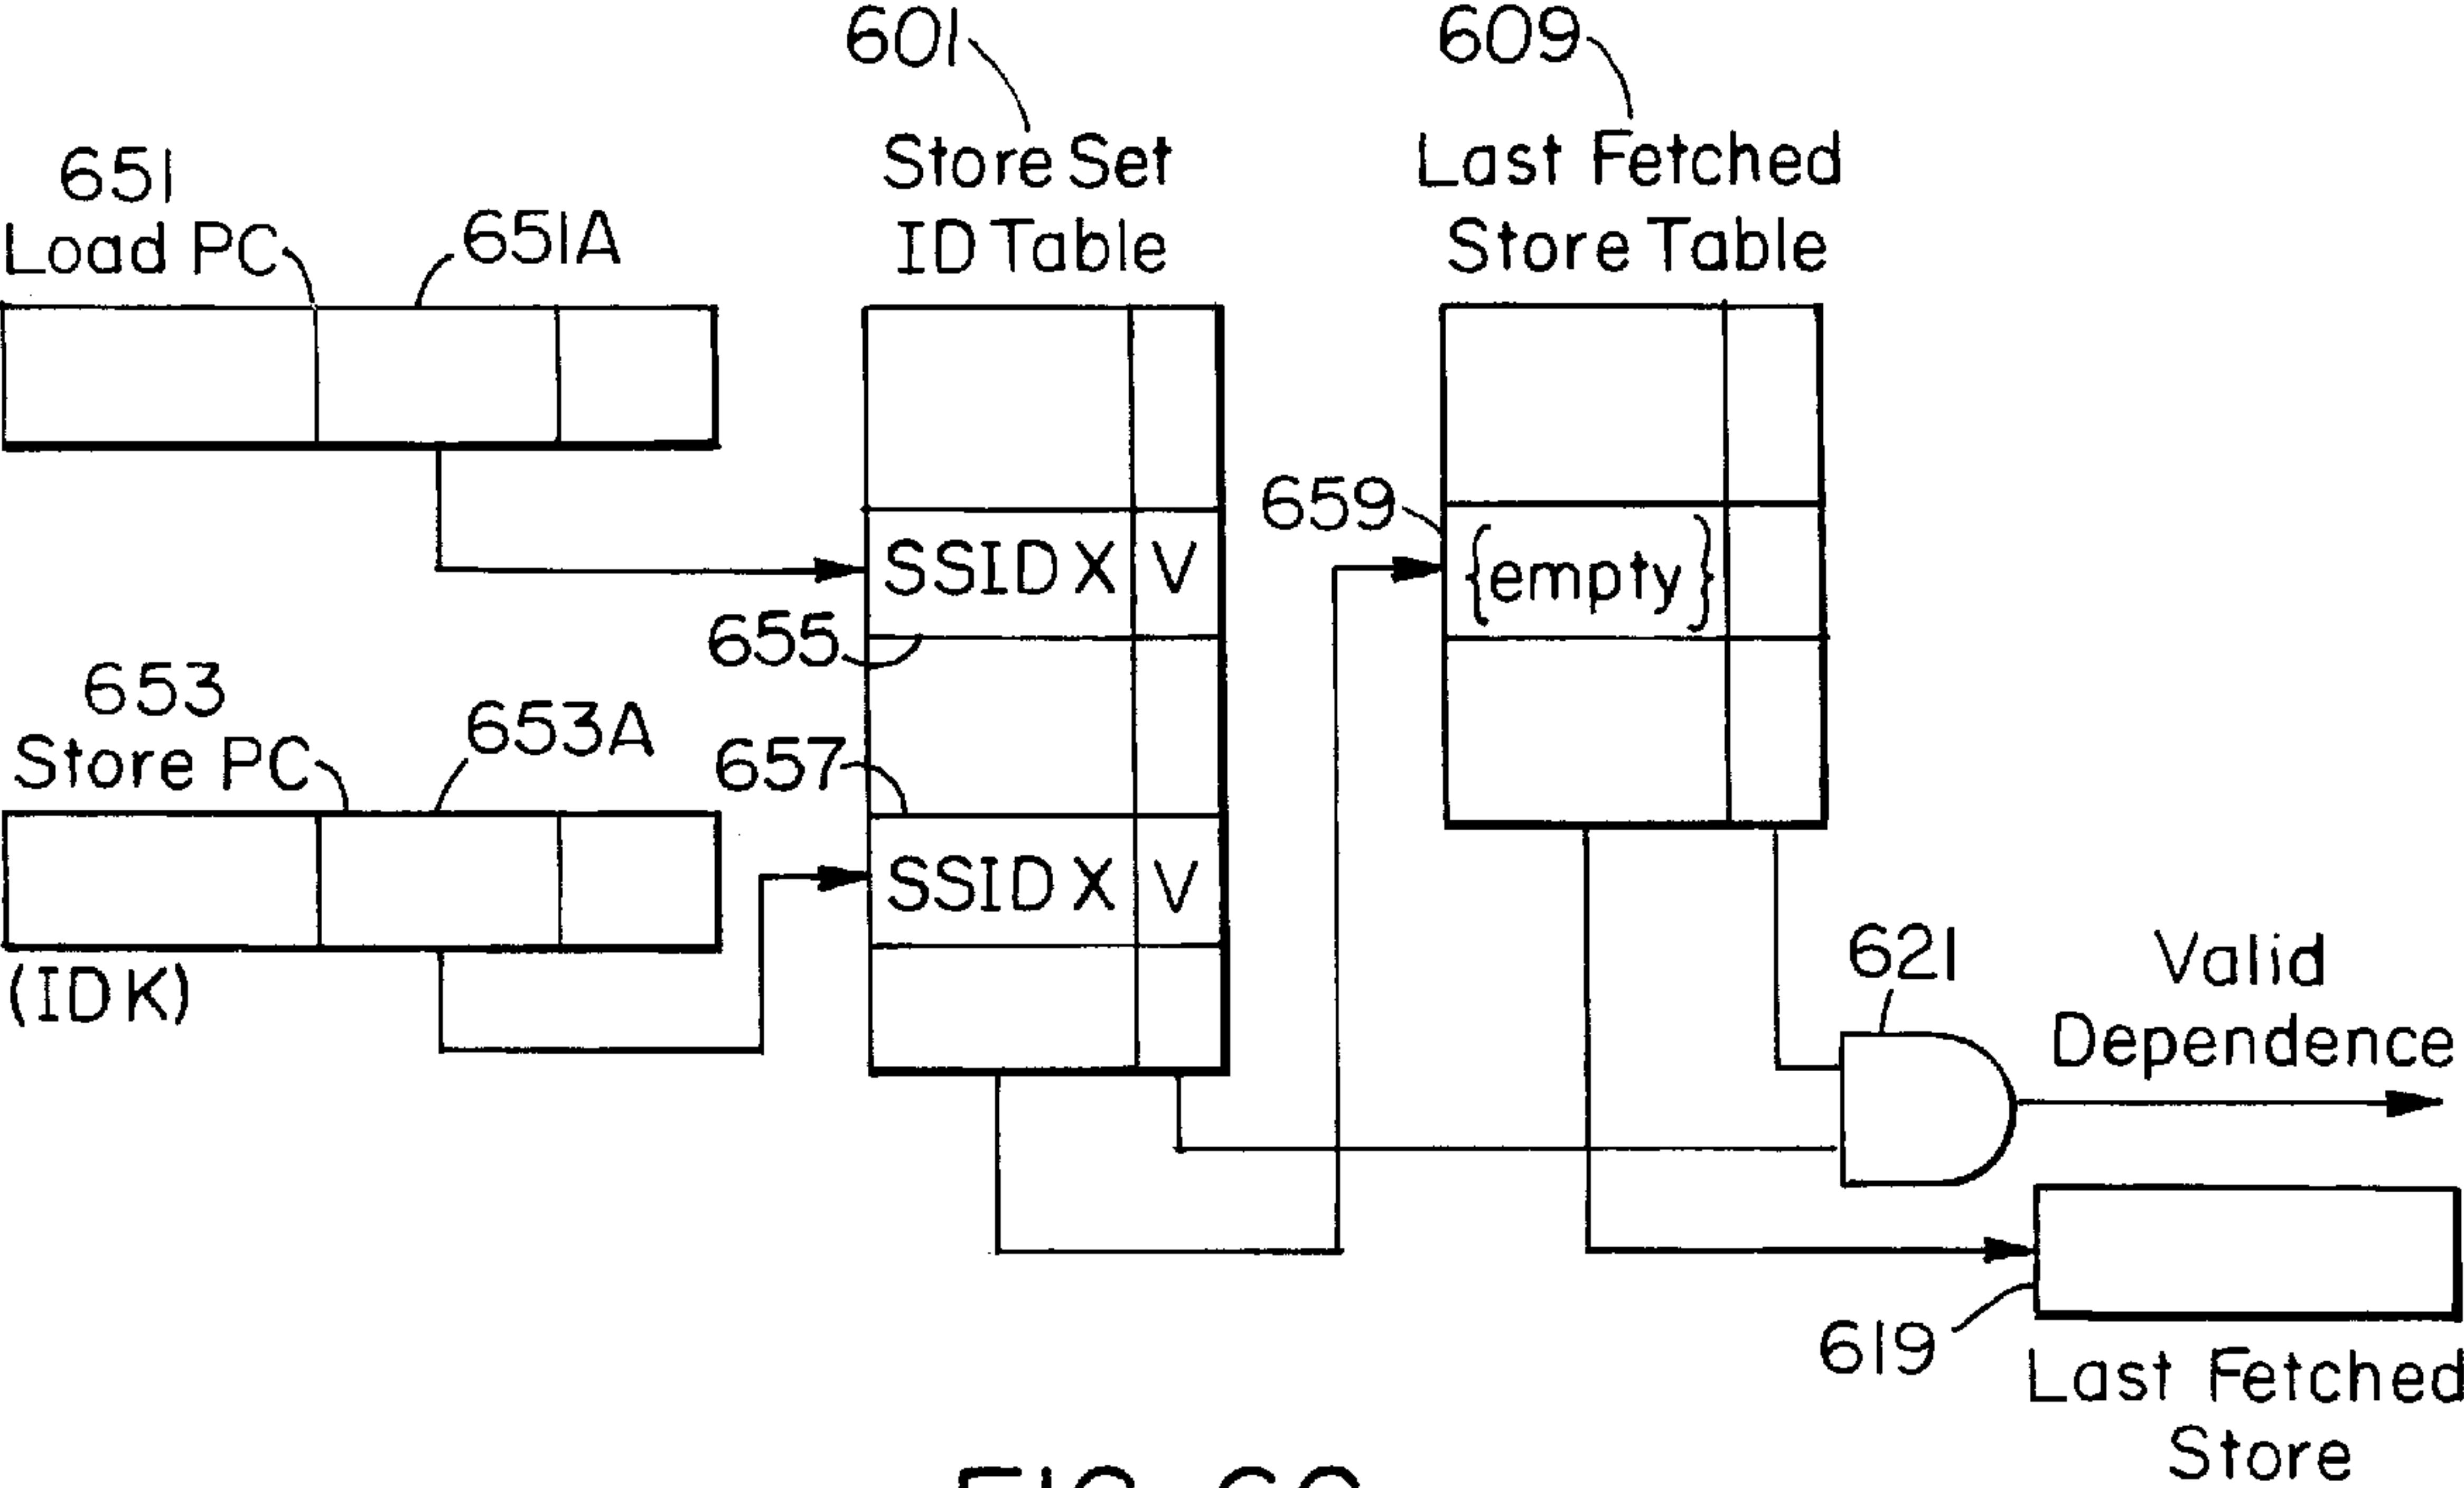 601
609
Store Set
ID Table
Last Fetched
Store Table
651
Load PC
651A
SSID X V
655
659
{empty}
653
Store PC
653A
657
SSID X V
(IDK)
621
Valid
Dependence
619
Last Fetched
Store